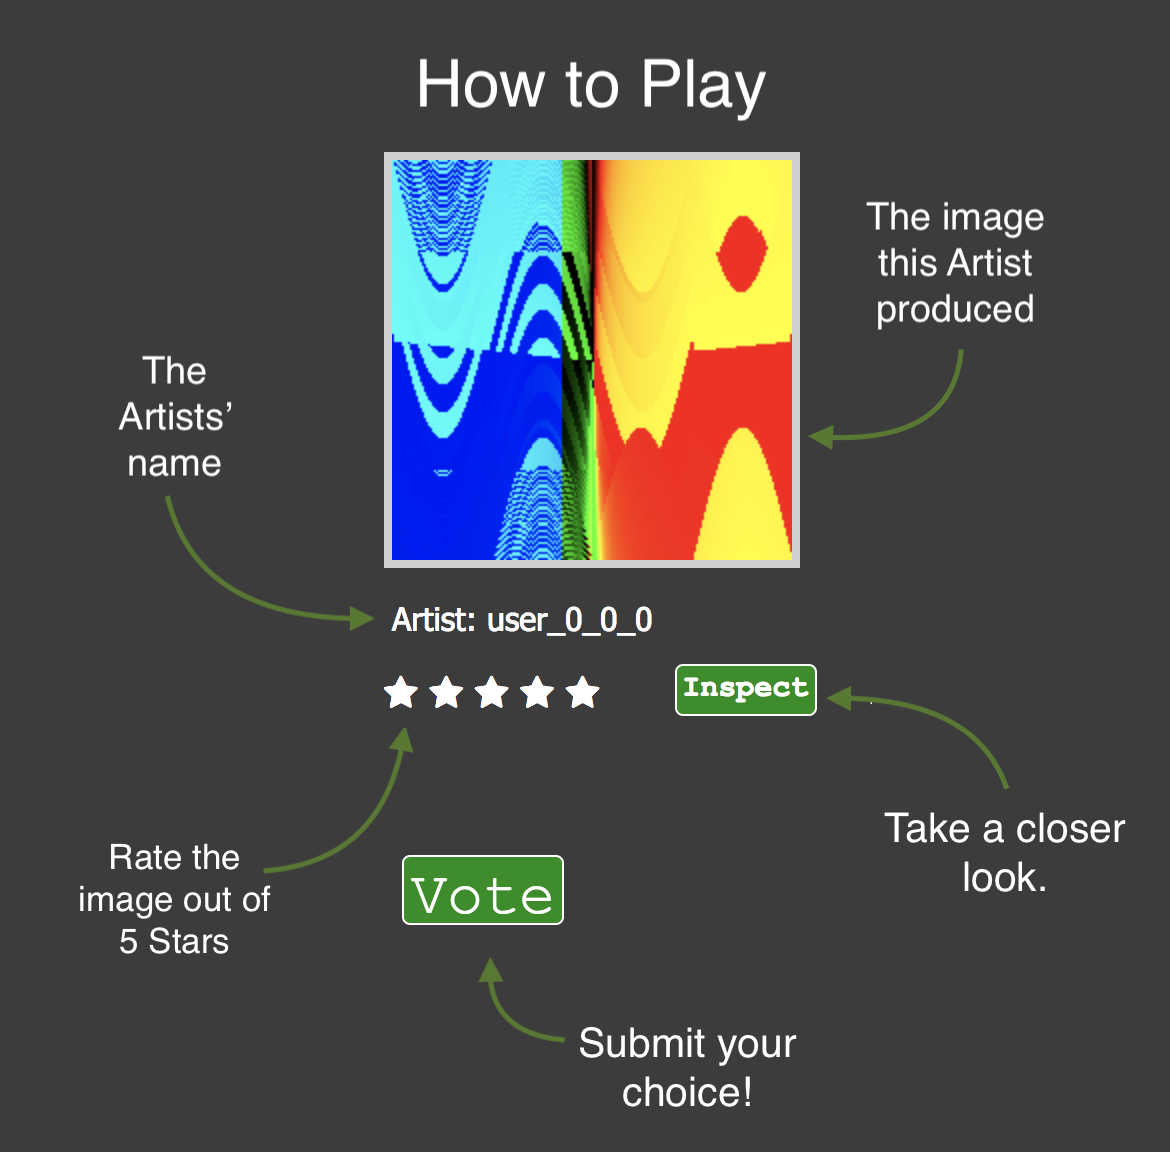 How to Play
The image
this Artist
produced
The
Artists’
name
Artist: user_0_0_0
Inspect
Take a closer
look.
Rate the
image out of
5 Stars
Vote
Submit your
choice!